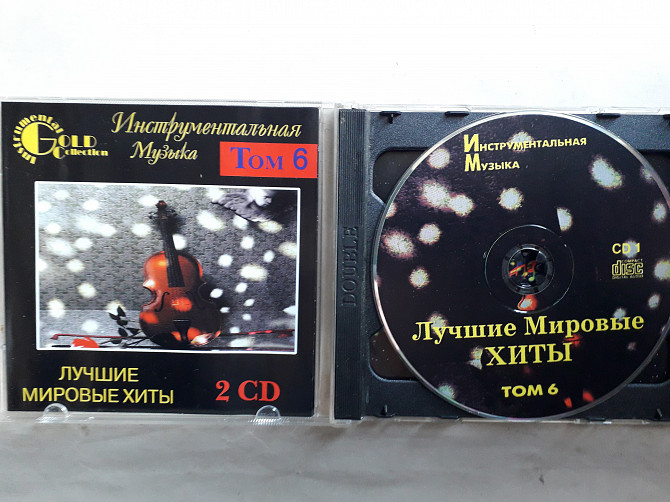 Instrumental
GOLD
Collection
Инструментальная
Музыка
Том 6
ЛУЧШИЕ
МИРОВЫЕ ХИТЫ
2 CD
DOUBLE
Инструментальная
Музыка
CD 1
COMPACT
disc
DIGITAL AUDIO
Лучшие Мировые
ХИТЫ
ТОМ 6